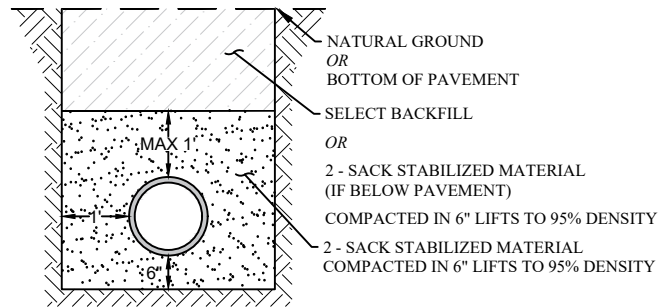 NATURAL GROUND
OR
BOTTOM OF PAVEMENT
SELECT BACKFILL
OR
2 - SACK STABILIZED MATERIAL
(IF BELOW PAVEMENT)
COMPACTED IN 6" LIFTS TO 95% DENSITY
2 - SACK STABILIZED MATERIAL
COMPACTED IN 6" LIFTS TO 95% DENSITY
MAX 1'
1'
6"